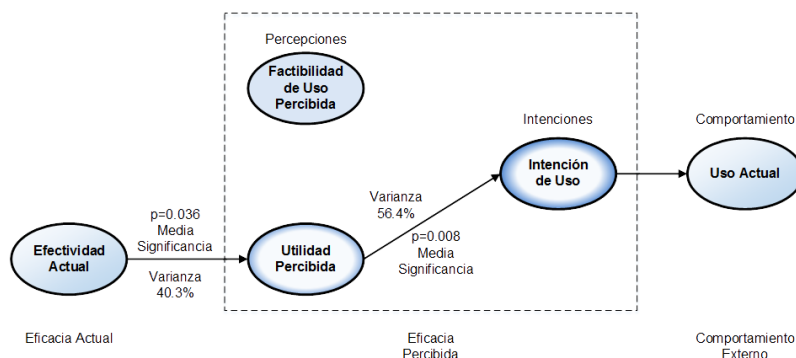 Percepciones
Factibilidad
de Uso
Percibida
Intenciones
Comportamiento
Intención
de Uso
Uso Actual
Varianza
56.4%
p=0.036
Media
Significancia
p=0.008
Media
Significancia
Efectividad
Actual
Utilidad
Percibida
Varianza
40.3%
Eficacia Actual
Eficacia
Percibida
Comportamiento
Externo